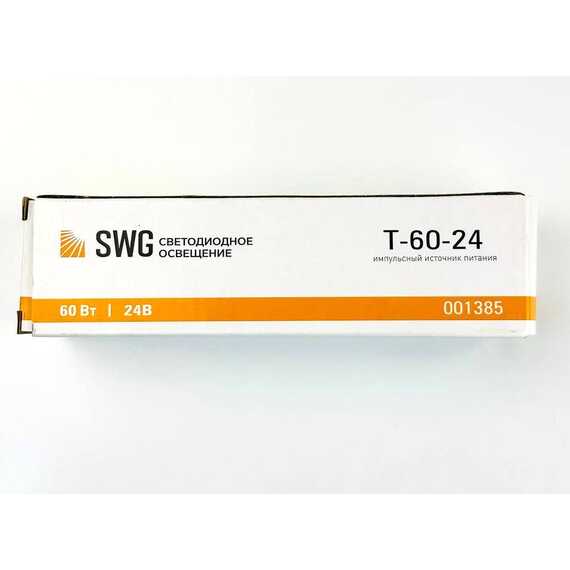 SWG СВЕТОДИОДНОЕ
ОСВЕЩЕНИЕ
T-60-24
импульсный источник питания
60 Вт | 24В
001385